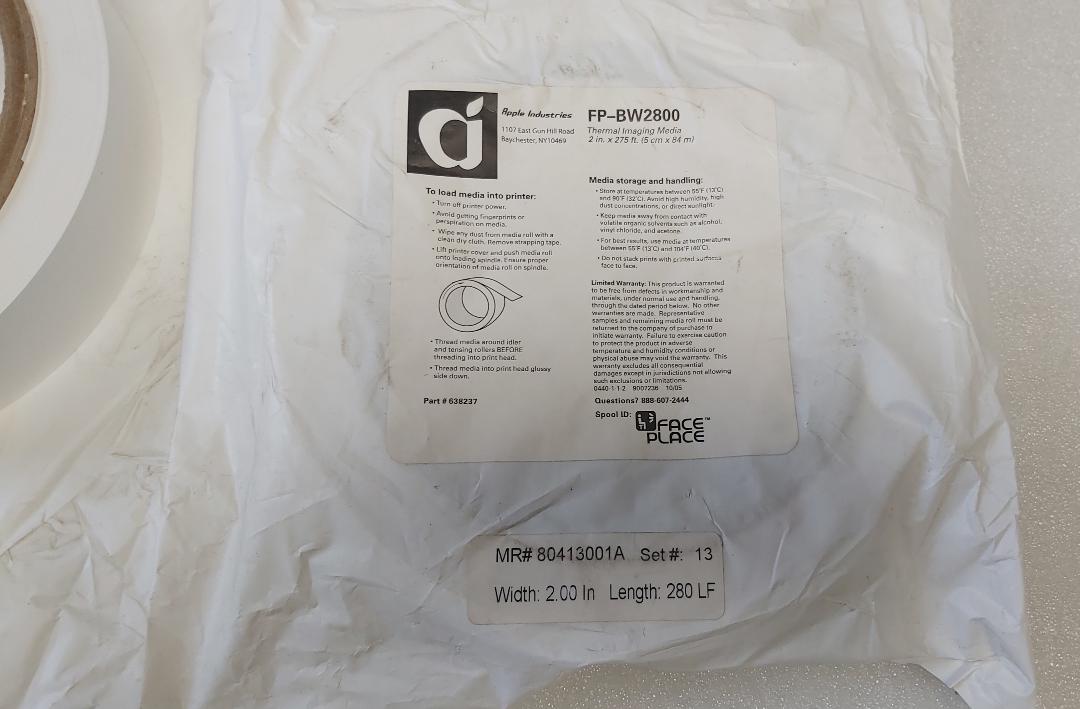 Apple Industries
1107 East Gun Hill Road
Baychester, NY10469
FP-BW2800
Thermal Imaging Media
2 in. x 275 ft. (5 cm x 84 m)
To load media into printer:
• Turn off printer power.
• Avoid getting fingerprints or
perspiration on media.
• Wipe any dust from media roll with a
clean dry cloth. Remove strapping tape.
• Lift printer cover and push media roll
onto loading spindle. Ensure proper
orientation of media roll on spindle.
• Thread media around idler
and tensing rollers BEFORE
threading into print head.
• Thread media into print head glossy
side down.
Part # 638237
Media storage and handling:
• Store at temperatures between 55˚F (13˚C)
and 90˚F (32˚C). Avoid high humidity, high
dust concentrations, or direct sunlight.
• Keep media away from contact with
volatile organic solvents such as alcohol,
vinyl chloride, and acetone.
• For best results, use media at temperatures
between 55˚F (13˚C) and 104˚F (40˚C).
• Do not stack prints with printed surfaces
face to face.
Limited Warranty: This product is warranted
to be free from defects in workmanship and
materials, under normal use and handling,
through the dated period below. No other
warranties are made. Representative
samples and remaining media roll must be
returned to the company of purchase to
initiate warranty. Failure to exercise caution
to protect the product in adverse
temperature and humidity conditions or
physical abuse may void the warranty. This
warranty excludes all consequential
damages except in jurisdictions not allowing
such exclusions or limitations.
0440-1-1-2 9007236 10/05
Questions? 888-607-2444
Spool I.D:
FACE
PLACE™
MR# 80413001A Set #: 13
Width: 2.00 In Length: 280 LF